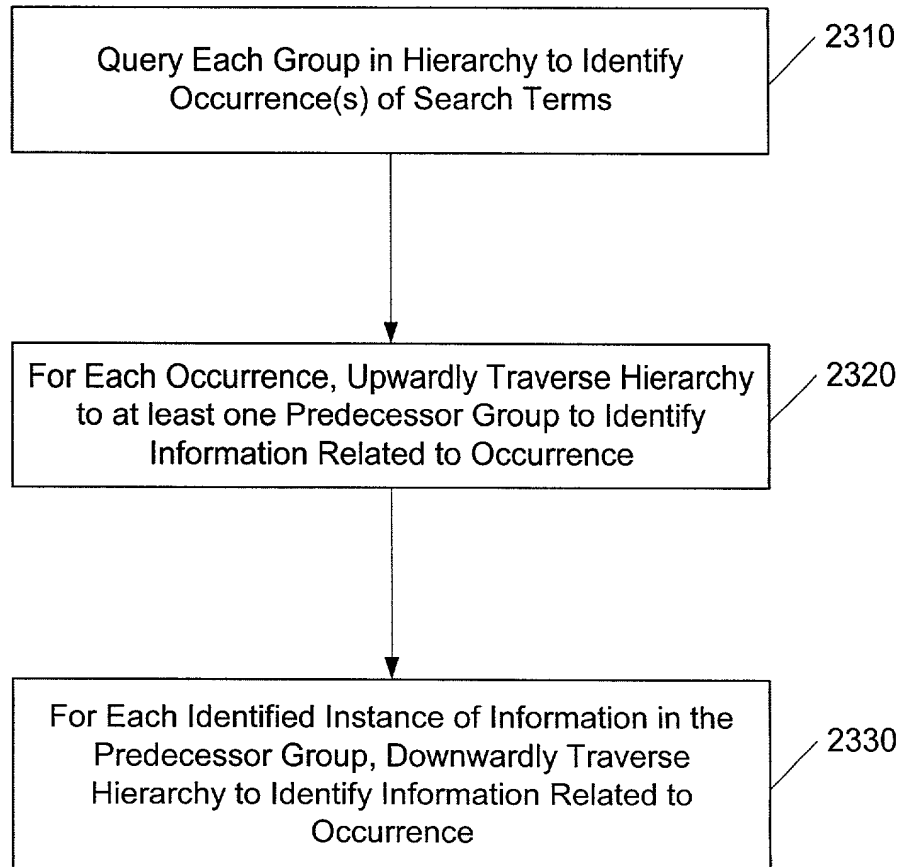 Query Each Group in Hierarchy to Identify
Occurrence(s) of Search Terms
2310
For Each Occurrence, Upwardly Traverse Hierarchy
to at least one Predecessor Group to Identify
Information Related to Occurrence
2320
For Each Identified Instance of Information in the
Predecessor Group, Downwardly Traverse
Hierarchy to Identify Information Related to
Occurrence
2330